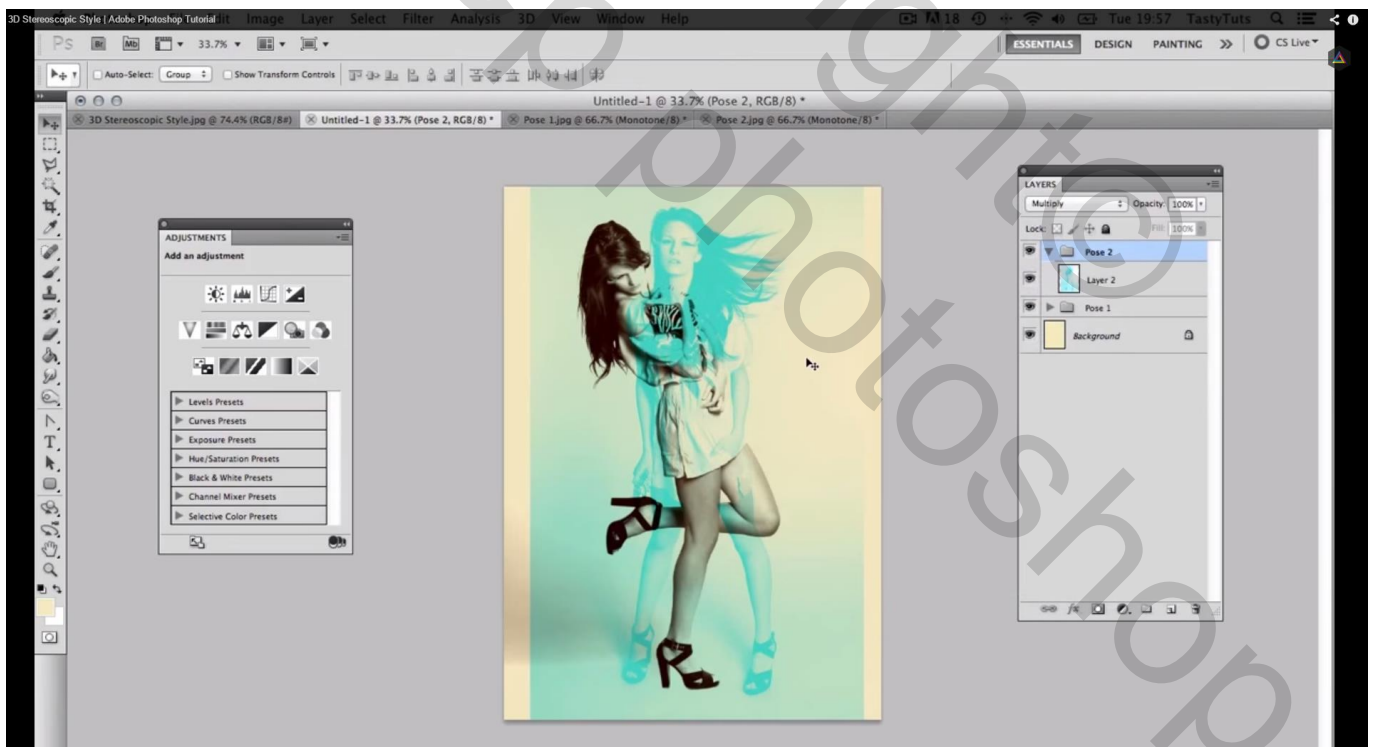 3D Stereoscopic Style | Adobe Photoshop Tutorial
Edit Image Layer Select Filter Analysis 3D View Window Help
18 Tue 19:57 TastyTuts
Ps Br Mb 33.7% ESSENTIALS DESIGN PAINTING CS Live
Auto-Select: Group Show Transform Controls
Untitled-1 @ 33.7% (Pose 2, RGB/8) *
3D Stereoscopic Style.jpg @ 74.4% (RGB/8#) Untitled-1 @ 33.7% (Pose 2, RGB/8) * Pose 1.jpg @ 66.7% (Monotone/8) * Pose 2.jpg @ 66.7% (Monotone/8) *
ADJUSTMENTS
Add an adjustment
Levels Presets
Curves Presets
Exposure Presets
Hue/Saturation Presets
Black & White Presets
Channel Mixer Presets
Selective Color Presets
LAYERS
Multiply Opacity: 100%
Lock: Fill: 100%
Pose 2
Layer 2
Pose 1
Background
photoshop